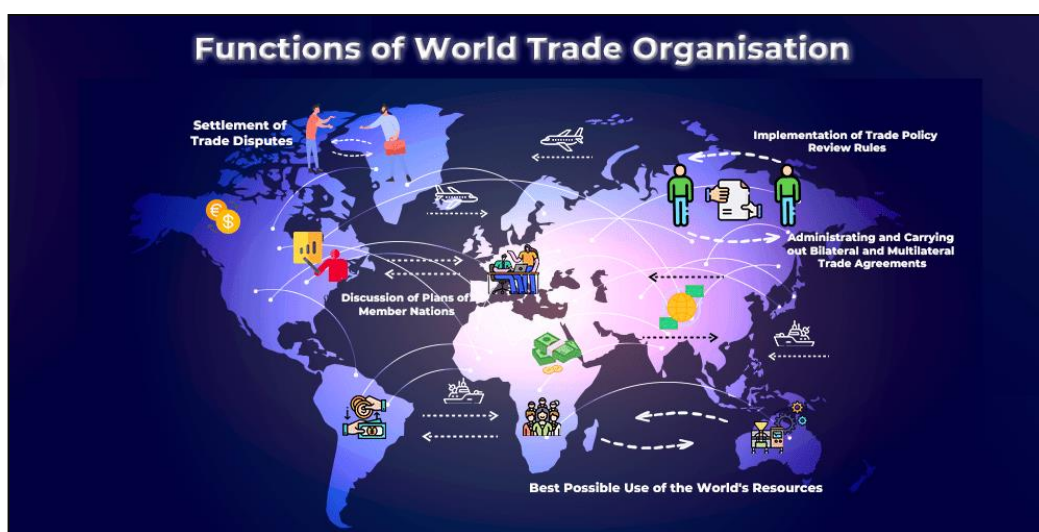 Functions of World Trade Organisation
Settlement of
Trade Disputes
Implementation of Trade Policy
Review Rules
Administrating and Carrying
out Bilateral and Multilateral
Trade Agreements
Discussion of Plans of
Member Nations
Best Possible Use of the World's Resources